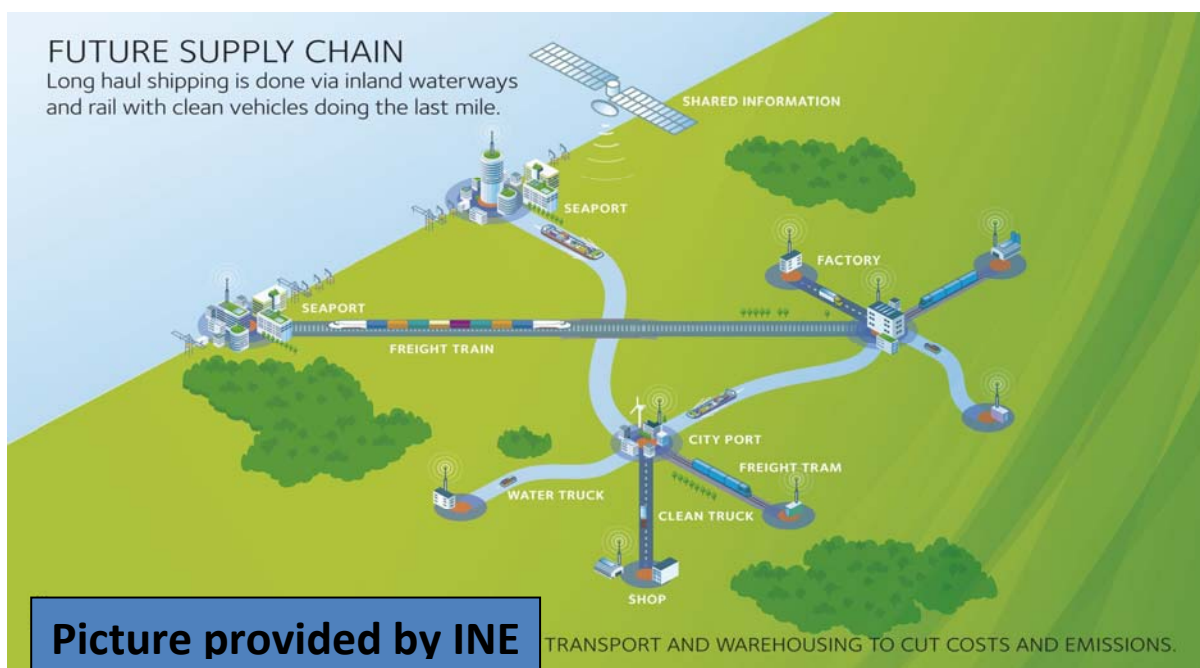 FUTURE SUPPLY CHAIN
Long haul shipping is done via inland waterways
and rail with clean vehicles doing the last mile.
SHARED INFORMATION
SEAPORT
FACTORY
SEAPORT
FREIGHT TRAIN
CITY PORT
FREIGHT TRAM
WATER TRUCK
CLEAN TRUCK
SHOP
Picture provided by INE
TRANSPORT AND WAREHOUSING TO CUT COSTS AND EMISSIONS.